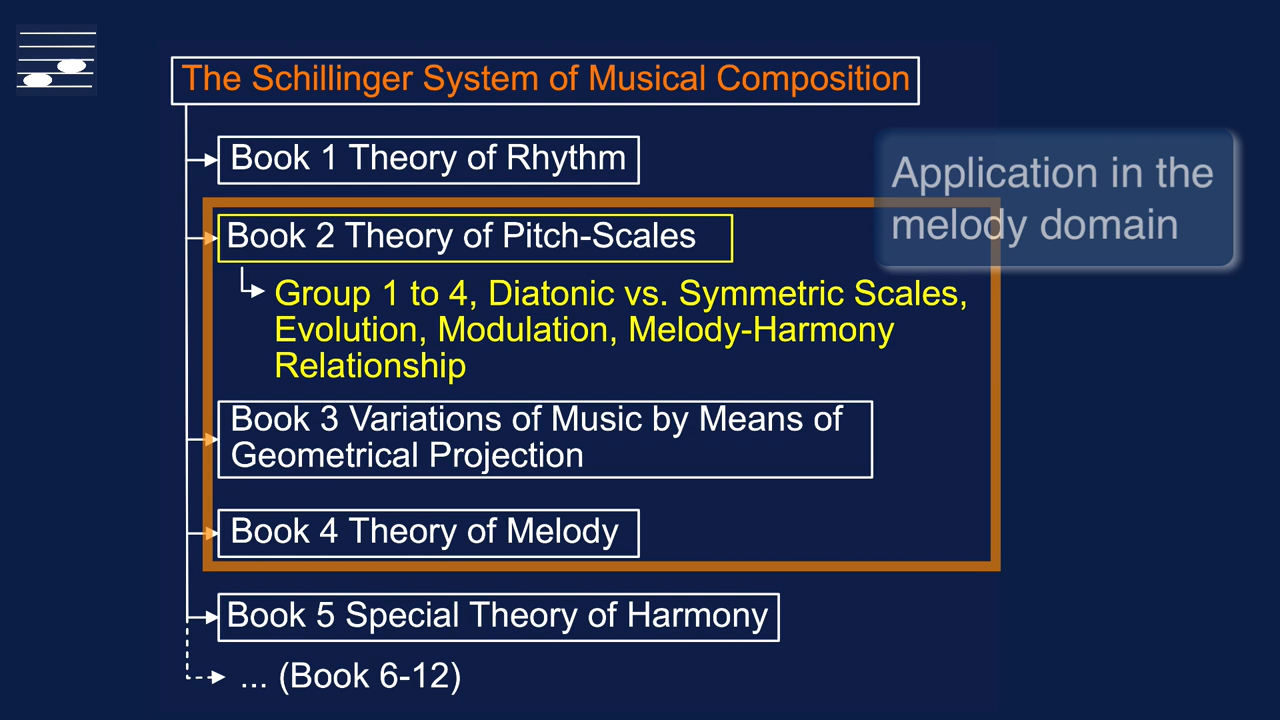 The Schillinger System of Musical Composition
Book 1 Theory of Rhythm
Application in the
melody domain
Book 2 Theory of Pitch-Scales
Group 1 to 4, Diatonic vs. Symmetric Scales,
Evolution, Modulation, Melody-Harmony
Relationship
Book 3 Variations of Music by Means of
Geometrical Projection
Book 4 Theory of Melody
Book 5 Special Theory of Harmony
... (Book 6-12)